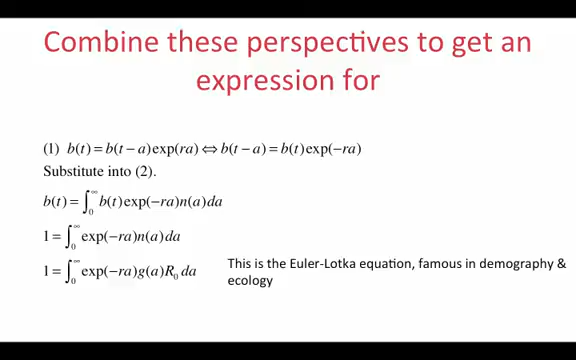 Combine these perspectives to get an
expression for
(1) b(t) = b(t − a)exp(ra) ⇔ b(t − a) = b(t)exp(−ra)
Substitute into (2).
b(t) = ∫₀^∞ b(t)exp(−ra)n(a)da
1 = ∫₀^∞ exp(−ra)n(a)da
1 = ∫₀^∞ exp(−ra)g(a)R₀ da
This is the Euler-Lotka equation, famous in demography &
ecology